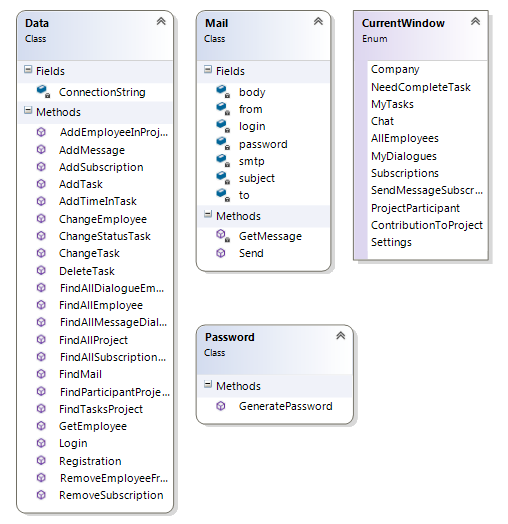 Data
Class
Fields
ConnectionString
Methods
AddEmployeeInProj...
AddMessage
AddSubscription
AddTask
AddTimeInTask
ChangeEmployee
ChangeStatusTask
ChangeTask
DeleteTask
FindAllDialogueEm...
FindAllEmployee
FindAllMessageDial...
FindAllProject
FindAllSubscription...
FindMail
FindParticipantProje...
FindTasksProject
GetEmployee
Login
Registration
RemoveEmployeeFr...
RemoveSubscription
Mail
Class
Fields
body
from
login
password
smtp
subject
to
Methods
GetMessage
Send
CurrentWindow
Enum
Company
NeedCompleteTask
MyTasks
Chat
AllEmployees
MyDialogues
Subscriptions
SendMessageSubscr...
ProjectParticipant
ContributionToProject
Settings
Password
Class
Methods
GeneratePassword